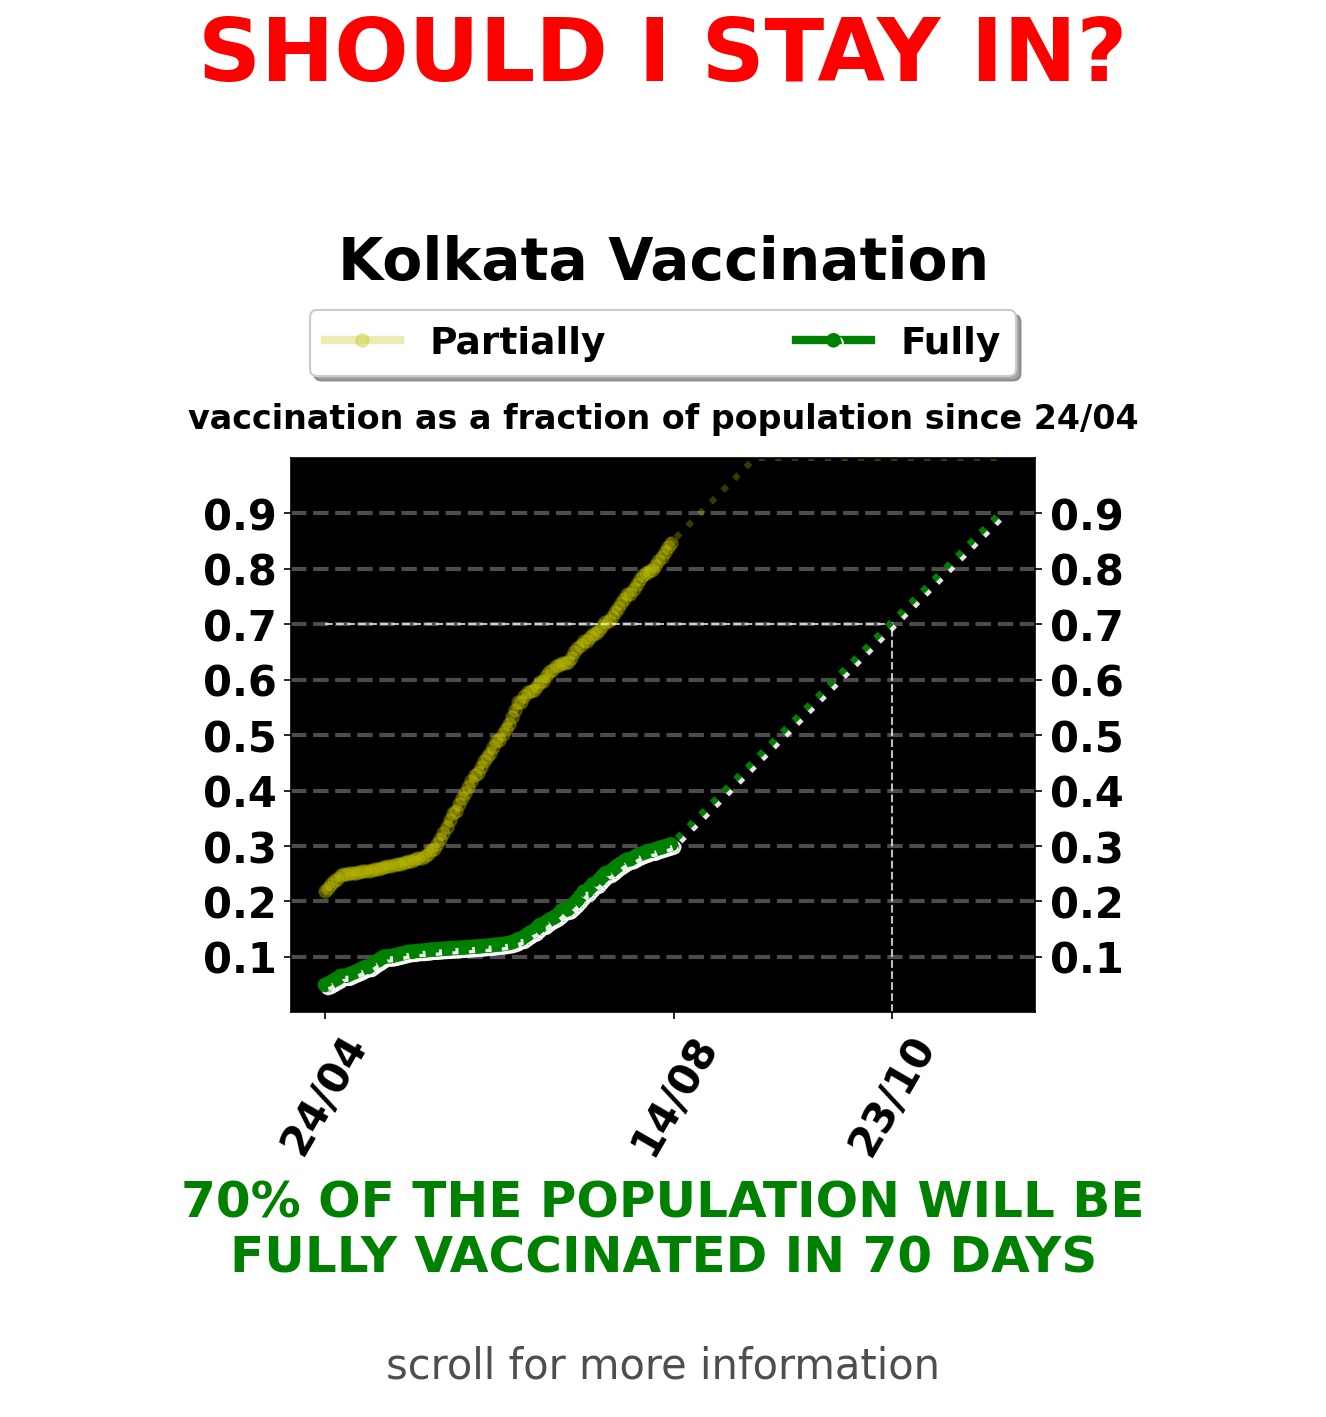 SHOULD I STAY IN?
Kolkata Vaccination
Partially Fully
vaccination as a fraction of population since 24/04
0.9 0.9
0.8 0.8
0.7 0.7
0.6 0.6
0.5 0.5
0.4 0.4
0.3 0.3
0.2 0.2
0.1 0.1
24/04 14/08 23/10
70% OF THE POPULATION WILL BE
FULLY VACCINATED IN 70 DAYS
scroll for more information